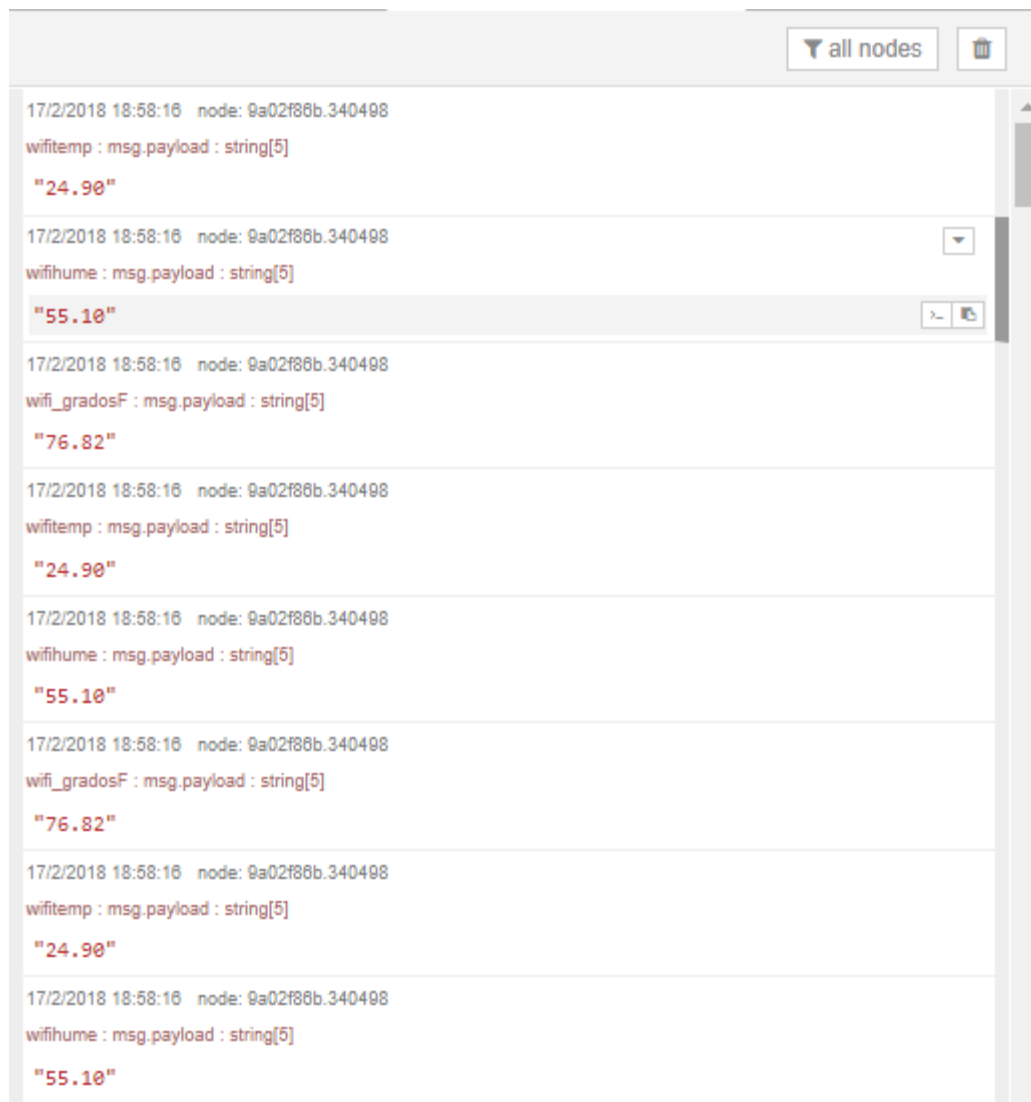 all nodes
17/2/2018 18:58:16 node: 9a02f86b.340498
wifitemp : msg.payload : string[5]
"24.90"
17/2/2018 18:58:16 node: 9a02f86b.340498
wifihume : msg.payload : string[5]
"55.10"
17/2/2018 18:58:16 node: 9a02f86b.340498
wifi_gradosF : msg.payload : string[5]
"76.82"
17/2/2018 18:58:16 node: 9a02f86b.340498
wifitemp : msg.payload : string[5]
"24.90"
17/2/2018 18:58:16 node: 9a02f86b.340498
wifihume : msg.payload : string[5]
"55.10"
17/2/2018 18:58:16 node: 9a02f86b.340498
wifi_gradosF : msg.payload : string[5]
"76.82"
17/2/2018 18:58:16 node: 9a02f86b.340498
wifitemp : msg.payload : string[5]
"24.90"
17/2/2018 18:58:16 node: 9a02f86b.340498
wifihume : msg.payload : string[5]
"55.10"